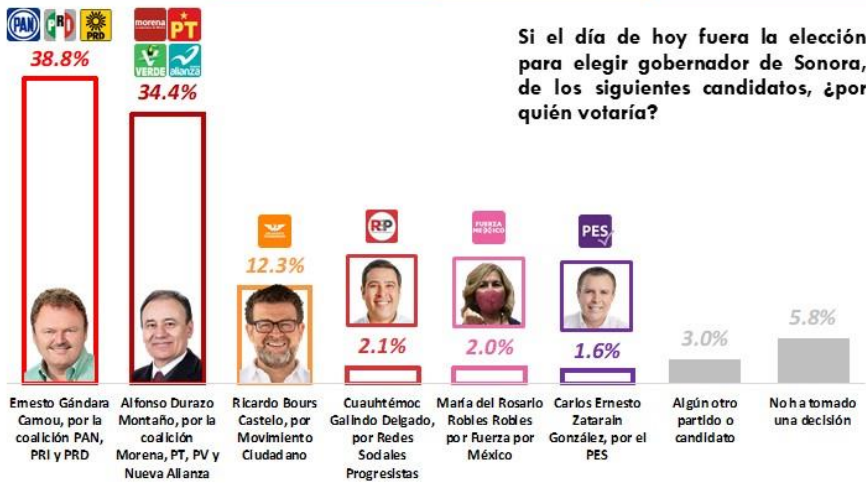 PAN
PRD
PRD
38.8%
morena
PT
VERDE
alianza
34.4%
Si el día de hoy fuera la elección
para elegir gobernador de Sonora,
de los siguientes candidatos, ¿por
quién votaría?
12.3%
RSP
2.1%
FUERZA
MÉXICO
2.0%
PES
1.6%
3.0%
5.8%
Ernesto Gándara
Camou, por la
coalición PAN,
PRI y PRD
Alfonso Durazo
Montaño, por la
coalición
Morena, PT, PV y
Nueva Alianza
Ricardo Bours
Castelo, por
Movimiento
Ciudadano
Cuauhtémoc
Galindo Delgado,
por Redes
Sociales
Progresistas
María del Rosario
Robles Robles
por Fuerza por
México
Carlos Ernesto
Zatarain
González, por el
PES
Algún otro
partido o
candidato
No ha tomado
una decisión